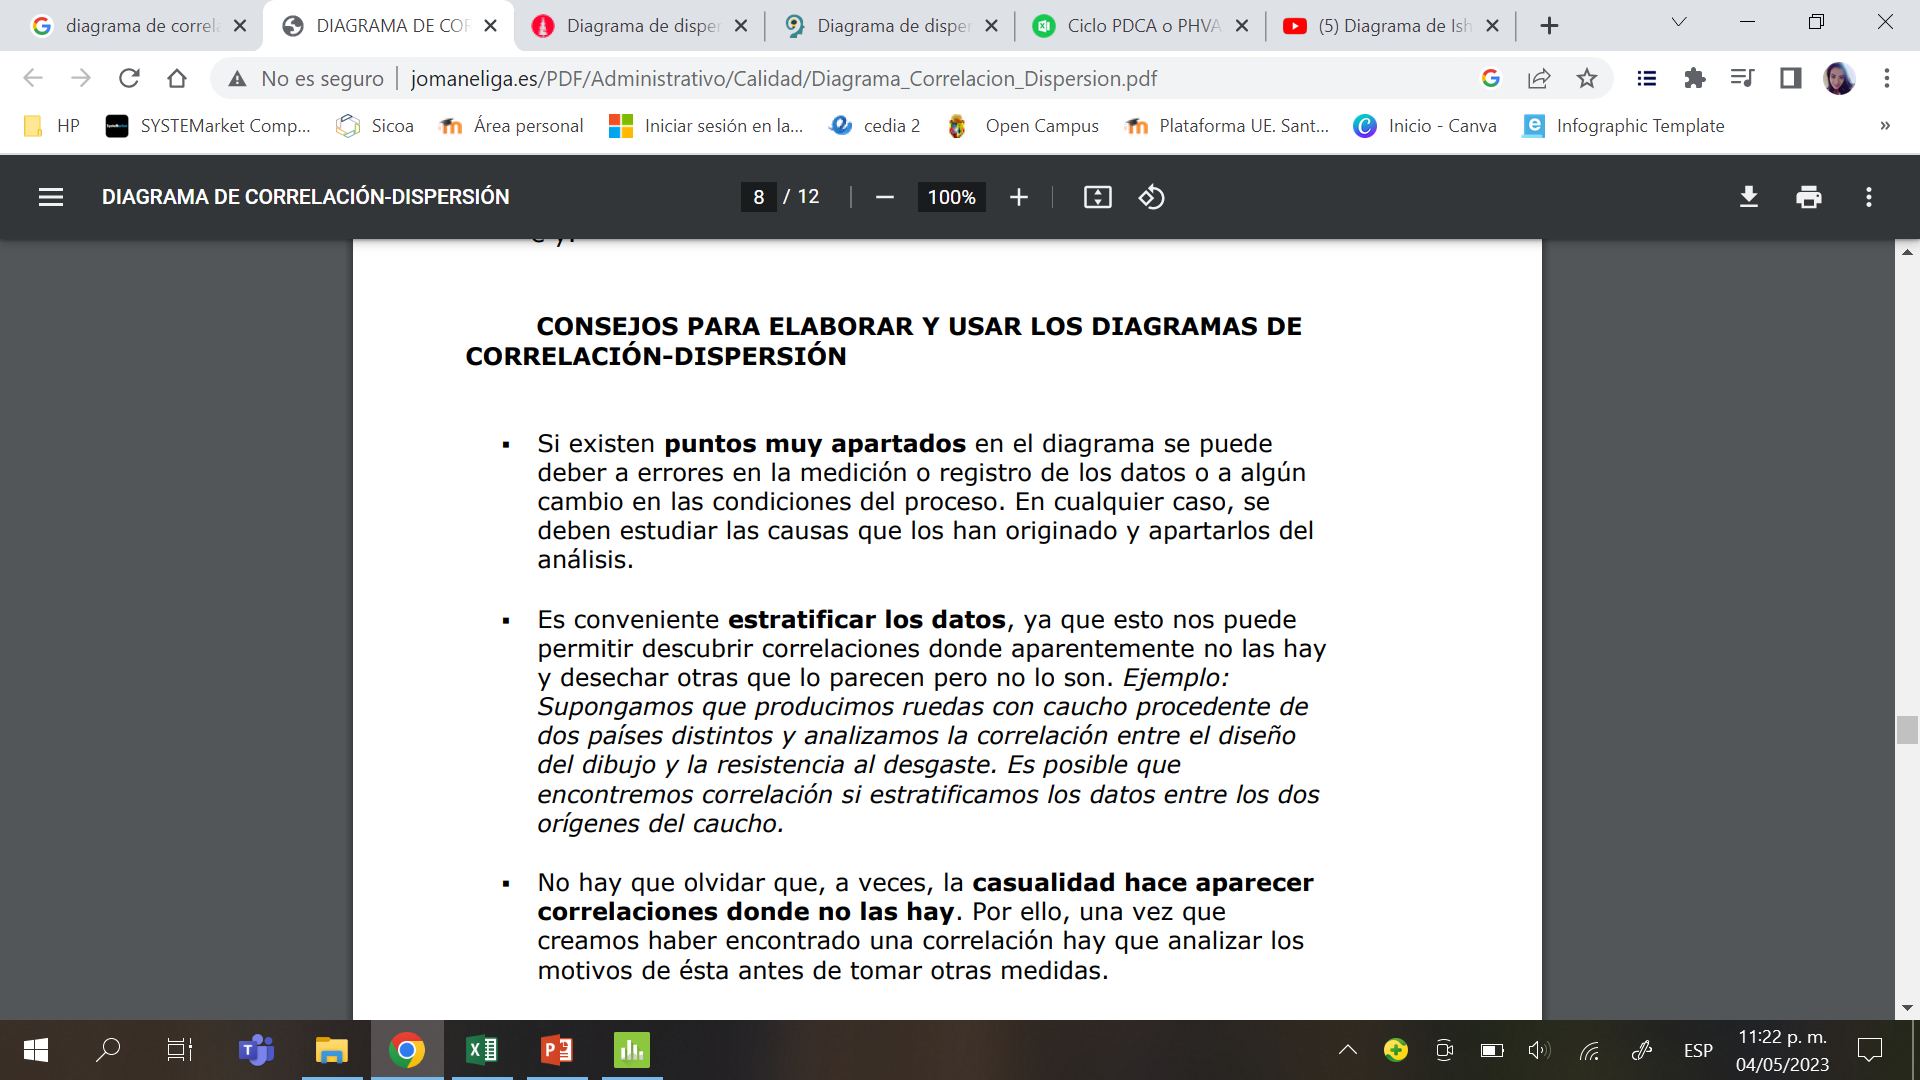 diagrama de correla
DIAGRAMA DE COR
Diagrama de disper
Diagrama de disper
Ciclo PDCA o PHVA
(5) Diagrama de Ish
No es seguro
jomaneliga.es/PDF/Administrativo/Calidad/Diagrama_Correlacion_Dispersion.pdf
HP
SYSTEMarket Comp...
Sicoa
Área personal
Iniciar sesión en la...
cedia 2
Open Campus
Plataforma UE. Sant...
Inicio - Canva
Infographic Template
»
DIAGRAMA DE CORRELACIÓN-DISPERSIÓN
8 / 12
100%
CONSEJOS PARA ELABORAR Y USAR LOS DIAGRAMAS DE
CORRELACIÓN-DISPERSIÓN
▪ Si existen puntos muy apartados en el diagrama se puede
deber a errores en la medición o registro de los datos o a algún
cambio en las condiciones del proceso. En cualquier caso, se
deben estudiar las causas que los han originado y apartarlos del
análisis.
▪ Es conveniente estratificar los datos, ya que esto nos puede
permitir descubrir correlaciones donde aparentemente no las hay
y desechar otras que lo parecen pero no lo son. Ejemplo:
Supongamos que producimos ruedas con caucho procedente de
dos países distintos y analizamos la correlación entre el diseño
del dibujo y la resistencia al desgaste. Es posible que
encontremos correlación si estratificamos los datos entre los dos
orígenes del caucho.
▪ No hay que olvidar que, a veces, la casualidad hace aparecer
correlaciones donde no las hay. Por ello, una vez que
creamos haber encontrado una correlación hay que analizar los
motivos de ésta antes de tomar otras medidas.
ESP
11:22 p. m.
04/05/2023